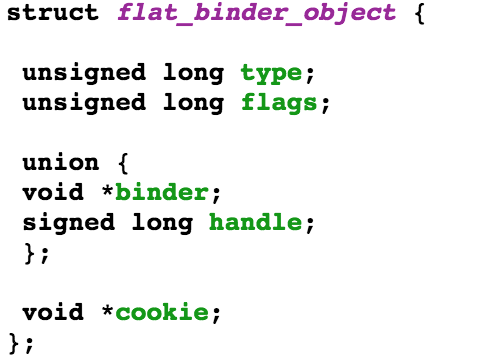 struct flat_binder_object {
unsigned long type;
unsigned long flags;
union {
void *binder;
signed long handle;
};
void *cookie;
};